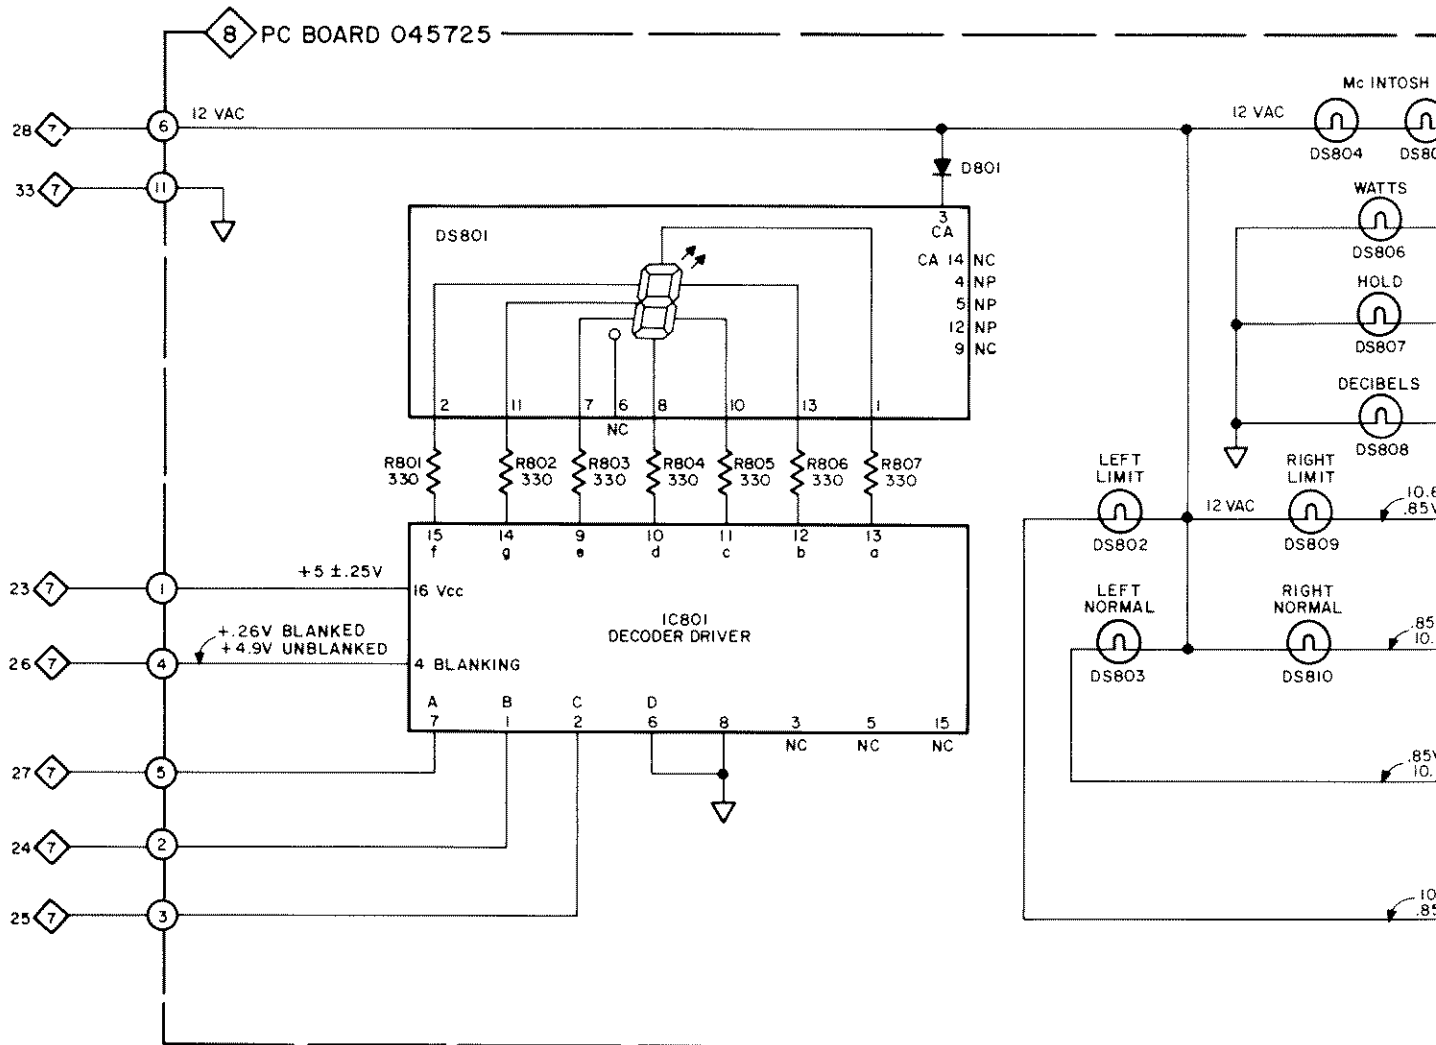 8 PC BOARD 045725
Mc INTOSH
28 7 6 12 VAC
12 VAC
DS804
D801
33 7 11
WATTS
DS806
DS801
3
CA
CA 14 NC
4 NP
5 NP
12 NP
9 NC
HOLD
DS807
DECIBELS
DS808
2 11 7 6 8 10 13 1
NC
R801 330
R802 330
R803 330
R804 330
R805 330
R806 330
R807 330
LEFT LIMIT
DS802
RIGHT LIMIT
DS809
12 VAC
15 14 9 10 11 12 13
f g e d c b a
23 7 1 +5 ±.25V 16 Vcc
IC801
DECODER DRIVER
LEFT NORMAL
DS803
RIGHT NORMAL
DS810
+.26V BLANKED
+4.9V UNBLANKED
26 7 4 4 BLANKING
A B C D
7 1 2 6 8 3 5 15
NC NC NC
27 7 5
24 7 2
25 7 3